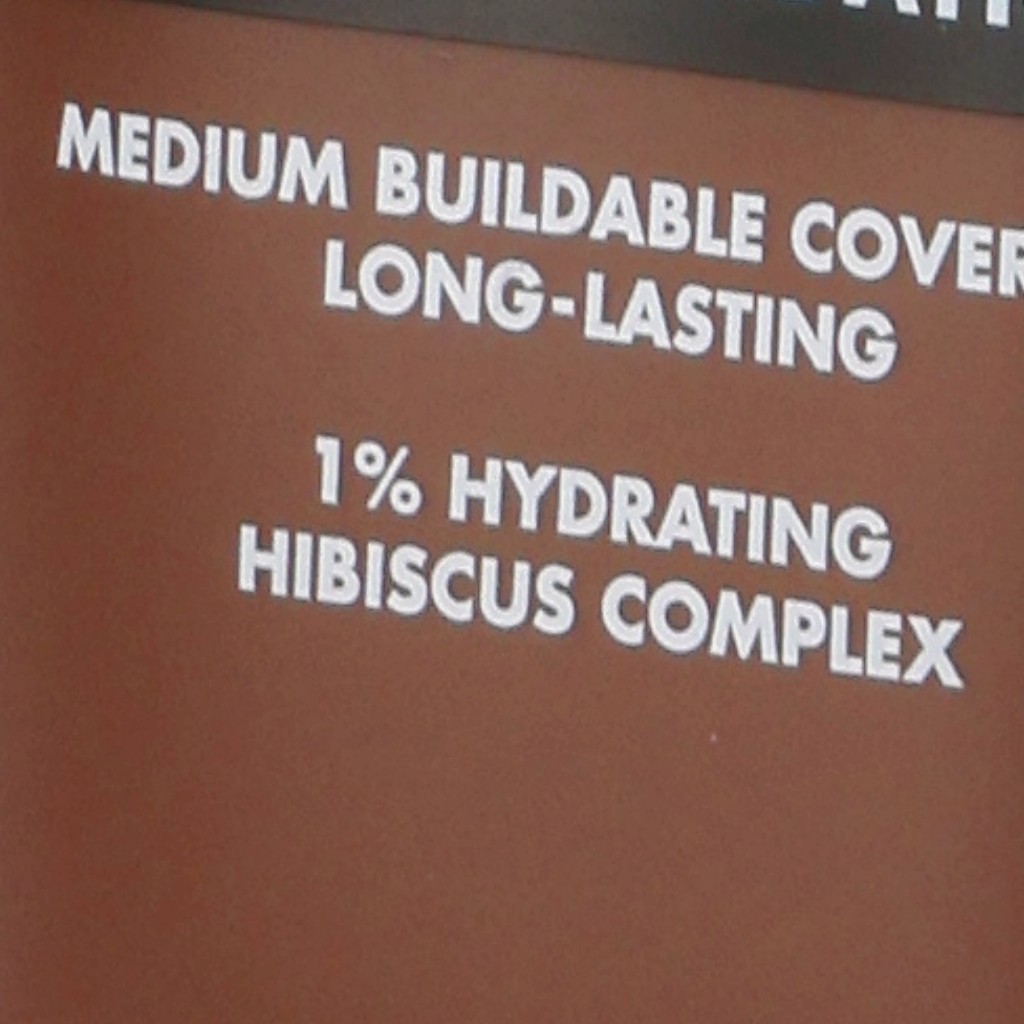 MEDIUM BUILDABLE COVER
LONG-LASTING
1% HYDRATING
HIBISCUS COMPLEX